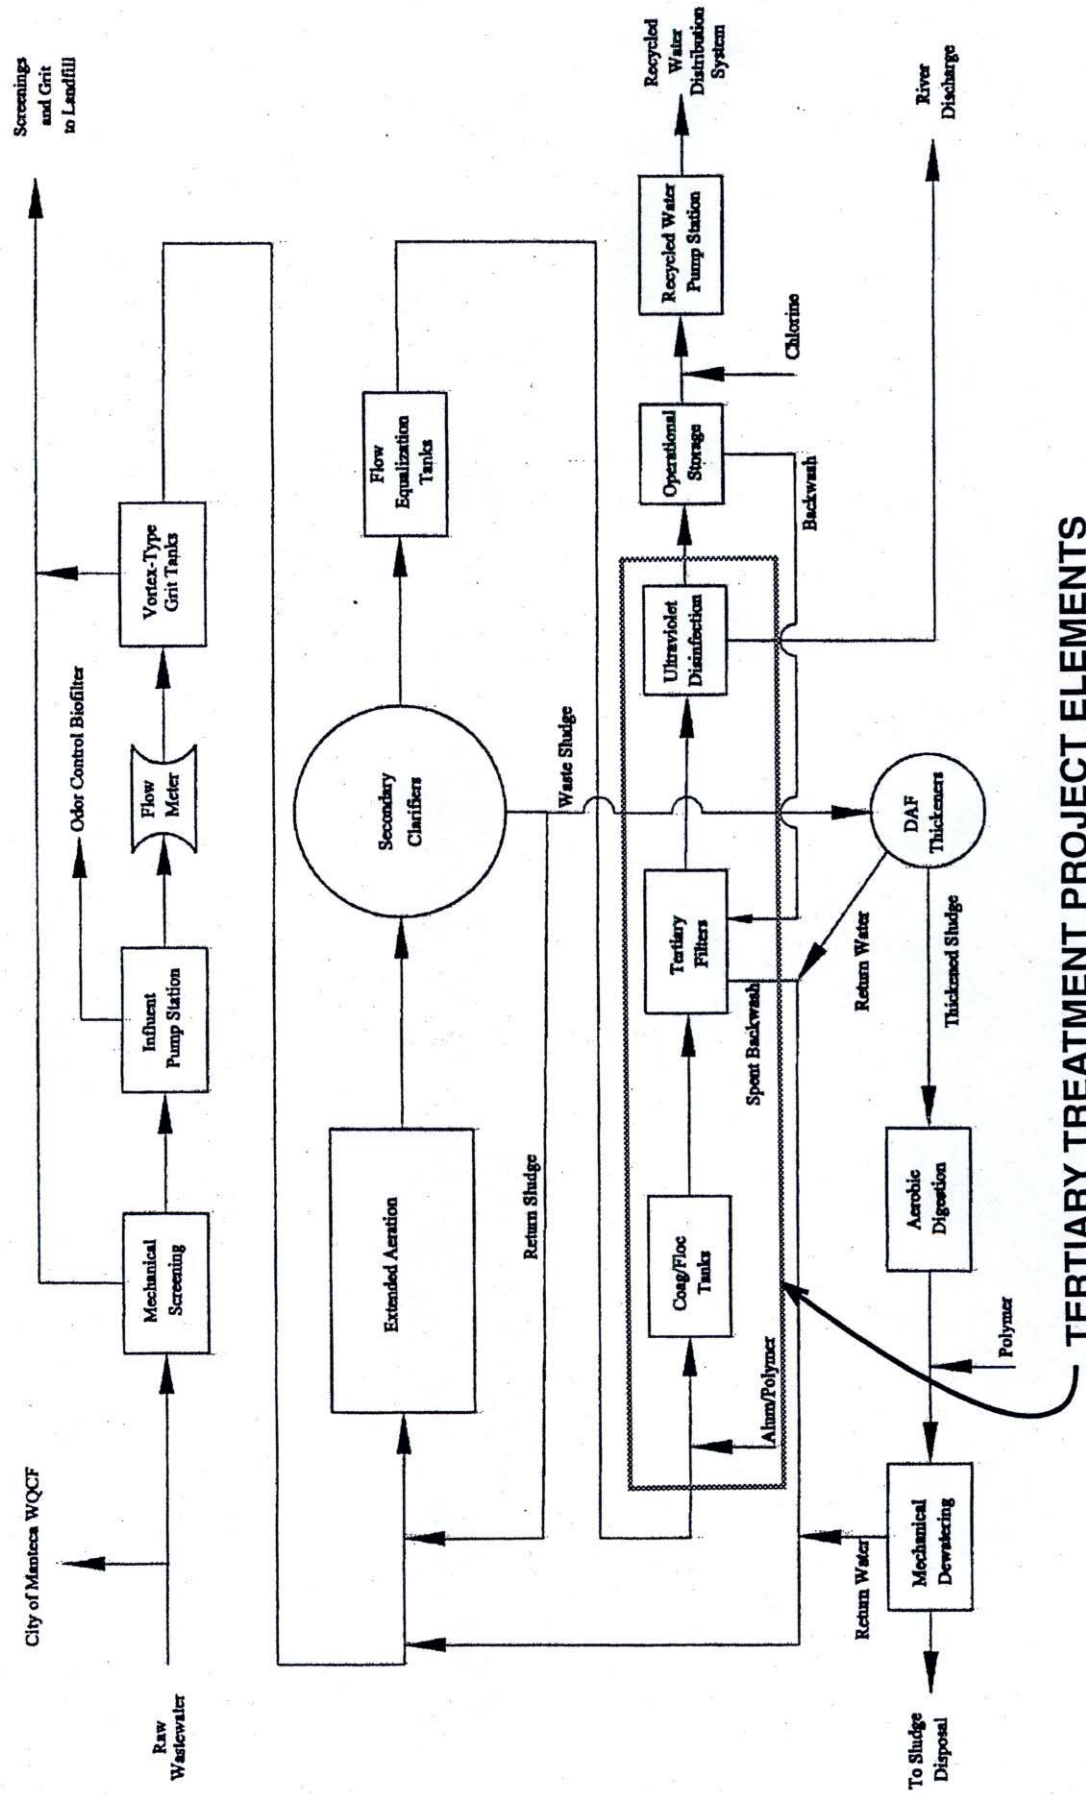 City of Manteca WQCF
Raw
Wastewater
Mechanical
Screening
Influent
Pump Station
Odor Control Biofilter
Flow
Meter
Vortex-Type
Grit Tanks
Screenings
and Grit
to Landfill
Extended Aeration
Secondary
Clarifiers
Flow
Equalization
Tanks
Return Sludge
Waste Sludge
Alum/Polymer
Coag/Floc
Tanks
Tertiary
Filters
Spent Backwash
Ultraviolet
Disinfection
Operational
Storage
Backwash
Chlorine
Recycled Water
Pump Station
Recycled
Water
Distribution
System
River
Discharge
DAF
Thickeners
Return Water
Thickened Sludge
Aerobic
Digestion
Polymer
Mechanical
Dewatering
Return Water
To Sludge
Disposal
TERTIARY TREATMENT PROJECT ELEMENTS